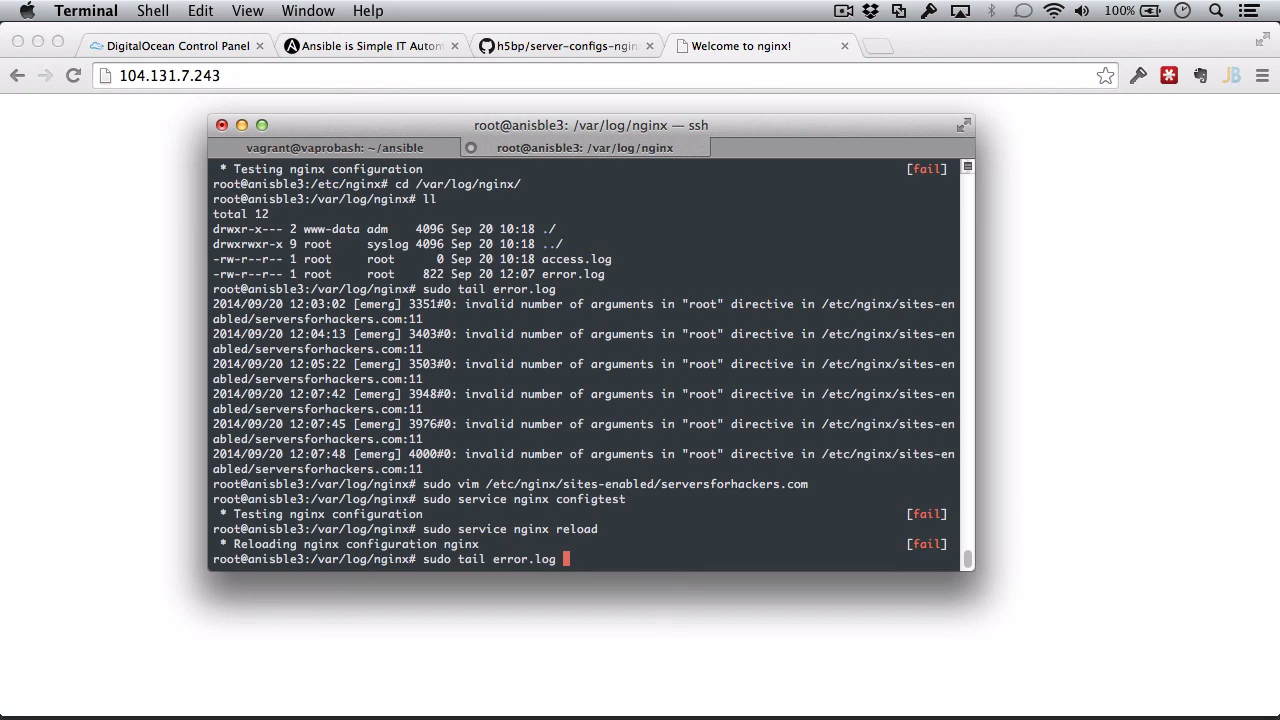 Terminal Shell Edit View Window Help 100%
DigitalOcean Control Panel Ansible is Simple IT Autom h5bp/server-configs-ngin Welcome to nginx!
104.131.7.243
root@anisble3: /var/log/nginx — ssh
vagrant@vaprobash: ~/ansible root@anisble3: /var/log/nginx
* Testing nginx configuration [fail]
root@anisble3:/etc/nginx# cd /var/log/nginx/
root@anisble3:/var/log/nginx# ll
total 12
drwxr-x--- 2 www-data adm 4096 Sep 20 10:18 ./
drwxrwxr-x 9 root syslog 4096 Sep 20 10:18 ../
-rw-r--r-- 1 root root 0 Sep 20 10:18 access.log
-rw-r--r-- 1 root root 822 Sep 20 12:07 error.log
root@anisble3:/var/log/nginx# sudo tail error.log
2014/09/20 12:03:02 [emerg] 3351#0: invalid number of arguments in "root" directive in /etc/nginx/sites-en
abled/serversforhackers.com:11
2014/09/20 12:04:13 [emerg] 3403#0: invalid number of arguments in "root" directive in /etc/nginx/sites-en
abled/serversforhackers.com:11
2014/09/20 12:05:22 [emerg] 3503#0: invalid number of arguments in "root" directive in /etc/nginx/sites-en
abled/serversforhackers.com:11
2014/09/20 12:07:42 [emerg] 3948#0: invalid number of arguments in "root" directive in /etc/nginx/sites-en
abled/serversforhackers.com:11
2014/09/20 12:07:45 [emerg] 3976#0: invalid number of arguments in "root" directive in /etc/nginx/sites-en
abled/serversforhackers.com:11
2014/09/20 12:07:48 [emerg] 4000#0: invalid number of arguments in "root" directive in /etc/nginx/sites-en
abled/serversforhackers.com:11
root@anisble3:/var/log/nginx# sudo vim /etc/nginx/sites-enabled/serversforhackers.com
root@anisble3:/var/log/nginx# sudo service nginx configtest
* Testing nginx configuration [fail]
root@anisble3:/var/log/nginx# sudo service nginx reload
* Reloading nginx configuration nginx [fail]
root@anisble3:/var/log/nginx# sudo tail error.log